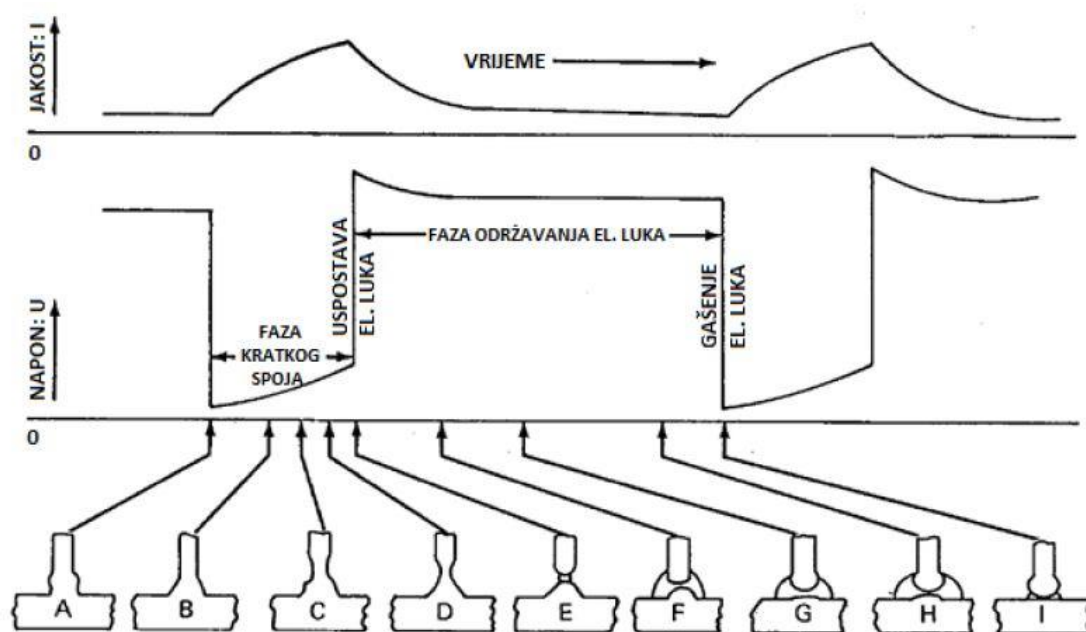 JAKOST: I
VRIJEME
0
NAPON: U
FAZA
KRATKOG
SPOJA
USPOSTAVA
EL. LUKA
FAZA ODRŽAVANJA EL. LUKA
GAŠENJE
EL. LUKA
0
A B C D E F G H I